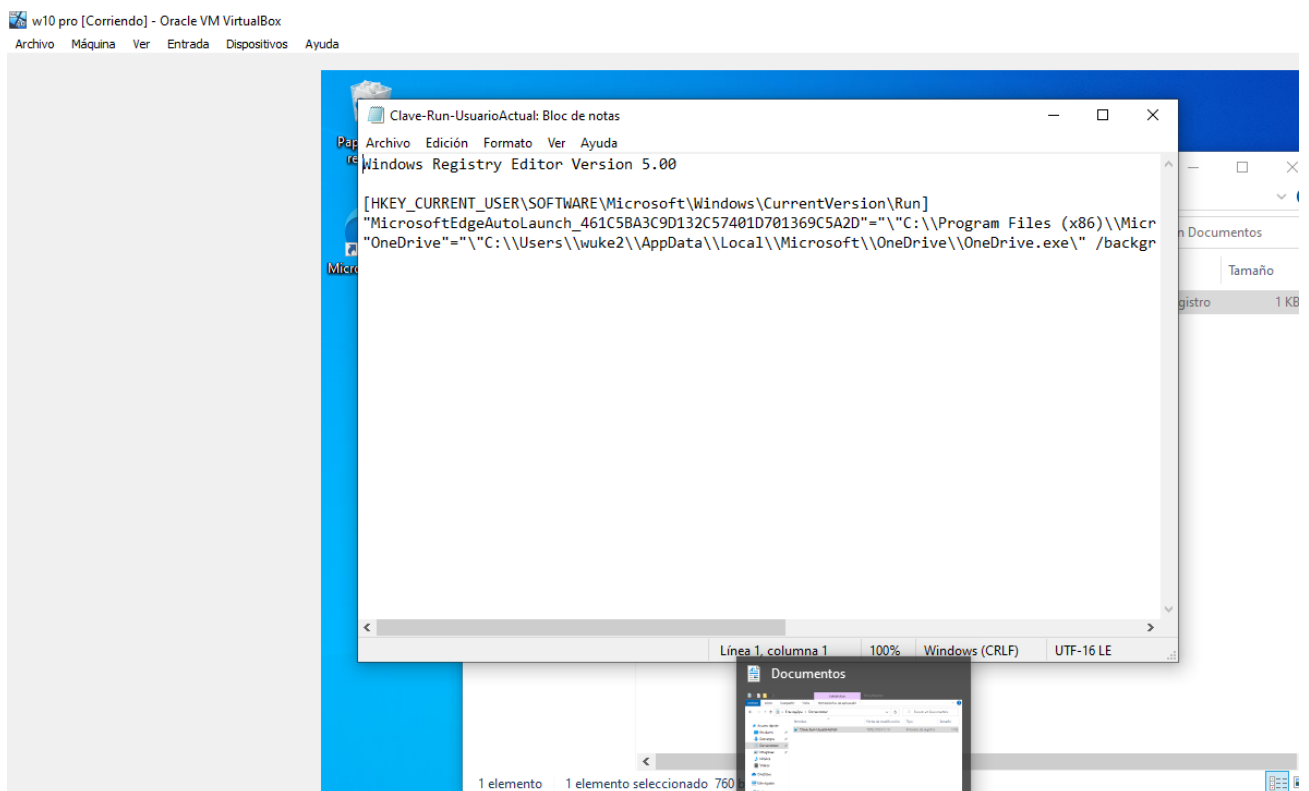 w10 pro [Corriendo] - Oracle VM VirtualBox
Archivo Máquina Ver Entrada Dispositivos Ayuda
Clave-Run-UsuarioActual: Bloc de notas
Archivo Edición Formato Ver Ayuda
Windows Registry Editor Version 5.00
[HKEY_CURRENT_USER\SOFTWARE\Microsoft\Windows\CurrentVersion\Run]
"MicrosoftEdgeAutoLaunch_461C5BA3C9D132C57401D701369C5A2D"="\"C:\\Program Files (x86)\\Micr
"OneDrive"="\"C:\\Users\\wuke2\\AppData\\Local\\Microsoft\\OneDrive\\OneDrive.exe\" /backgr
Pap
re
Micro
n Documentos
Tamaño
gistro 1 KB
Línea 1, columna 1 100% Windows (CRLF) UTF-16 LE
Documentos
1 elemento 1 elemento seleccionado 760